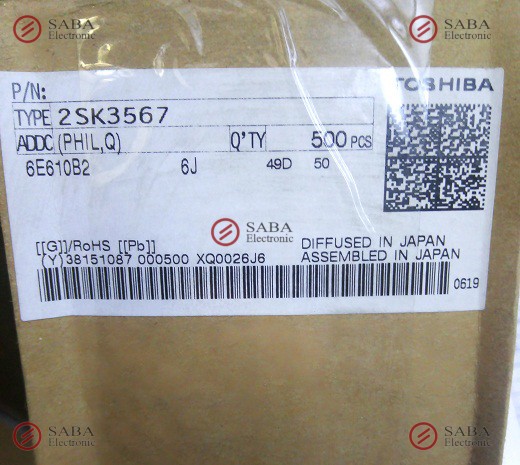 SABA
Electronic
SABA
Electronic
TOSHIBA
P/N:
TYPE 2SK3567
ADDC (PHIL,Q) Q'TY 500 PCS
6E610B2 6J 49D 50
SABA
Electronic
[[G]]/RoHS [[Pb]] DIFFUSED IN JAPAN
(Y)38151087 000500 XQ0026J6 ASSEMBLED IN JAPAN
0619
SABA
Electronic
SABA
Electronic